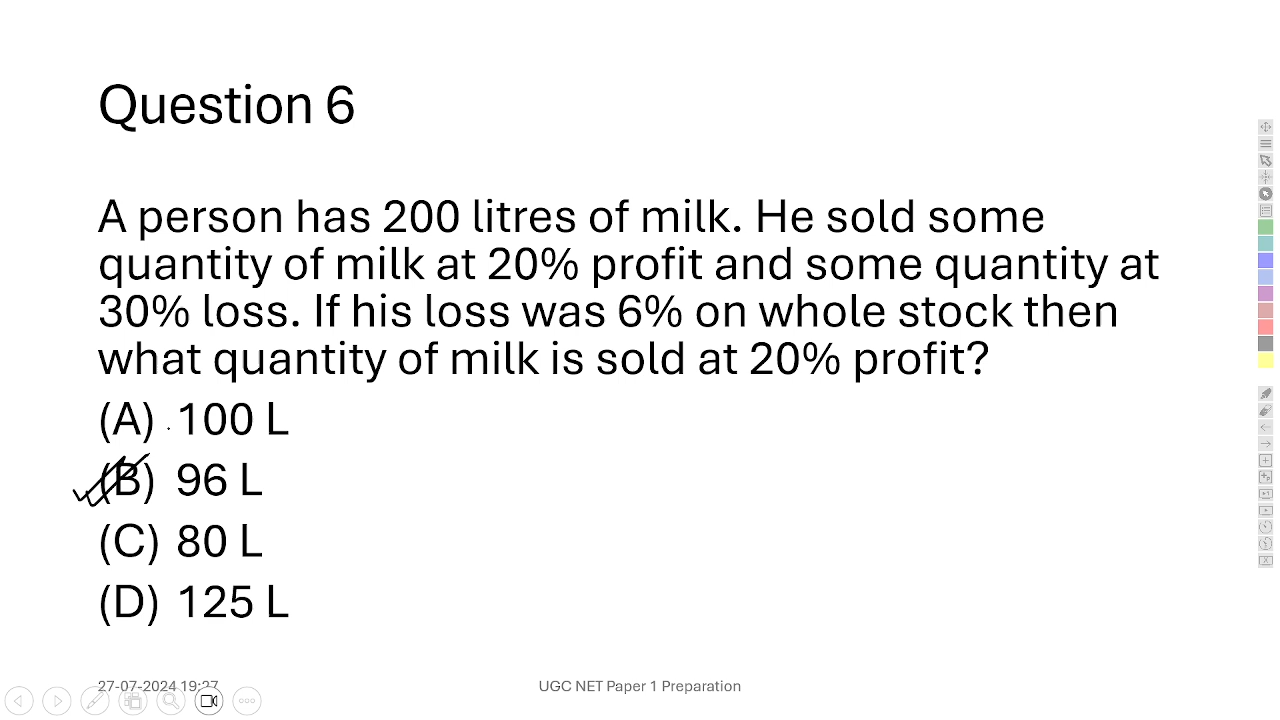 Question 6
A person has 200 litres of milk. He sold some
quantity of milk at 20% profit and some quantity at
30% loss. If his loss was 6% on whole stock then
what quantity of milk is sold at 20% profit?
(A) 100 L
(B) 96 L
(C) 80 L
(D) 125 L
27-07-2024 19:27
UGC NET Paper 1 Preparation